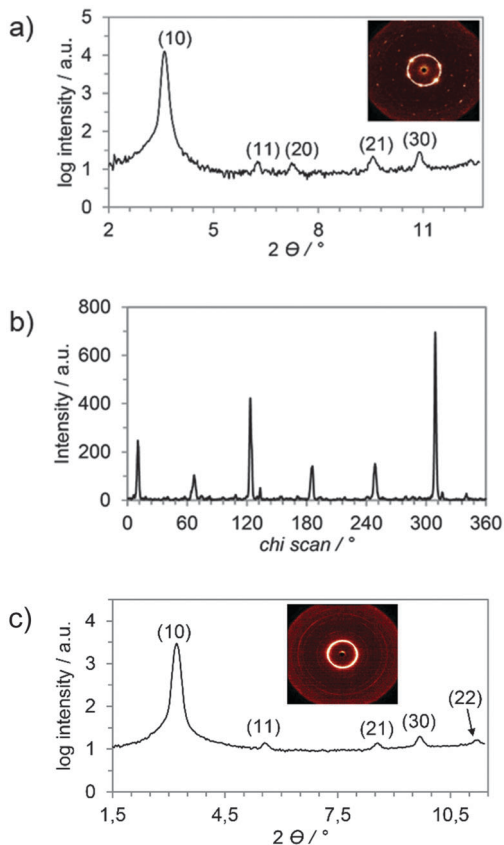 a)
log intensity / a.u.
5
4
3
2
1
0
(10)
(11) (20) (21) (30)
2 5 8 11
2 Θ / °
b)
Intensity / a.u.
800
600
400
200
0
0 60 120 180 240 300 360
chi scan / °
c)
log intensity / a.u.
4
3
2
1
0
(10)
(11) (21) (30) (22)
1,5 4,5 7,5 10,5
2 Θ / °